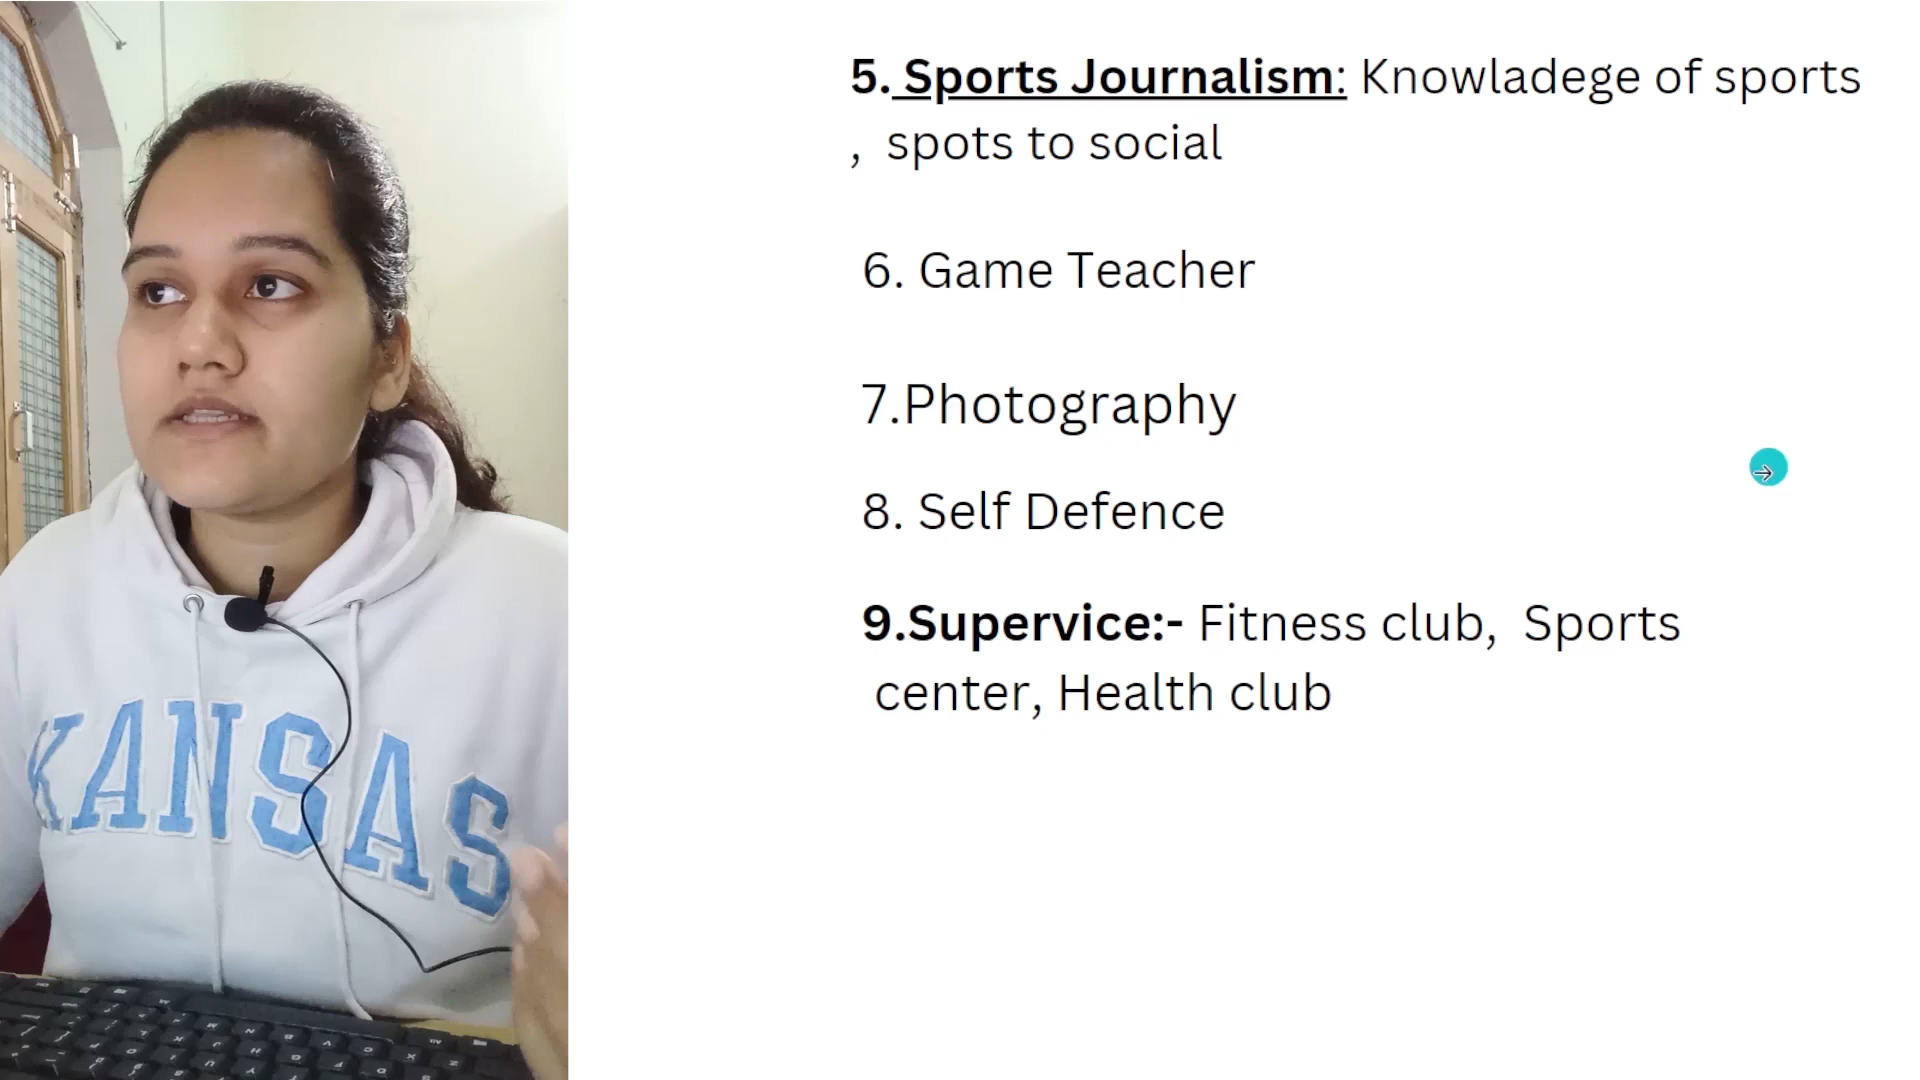 5. Sports Journalism: Knowladege of sports
, spots to social
6. Game Teacher
7.Photography
8. Self Defence
9.Supervice:- Fitness club, Sports
center, Health club
KANSAS